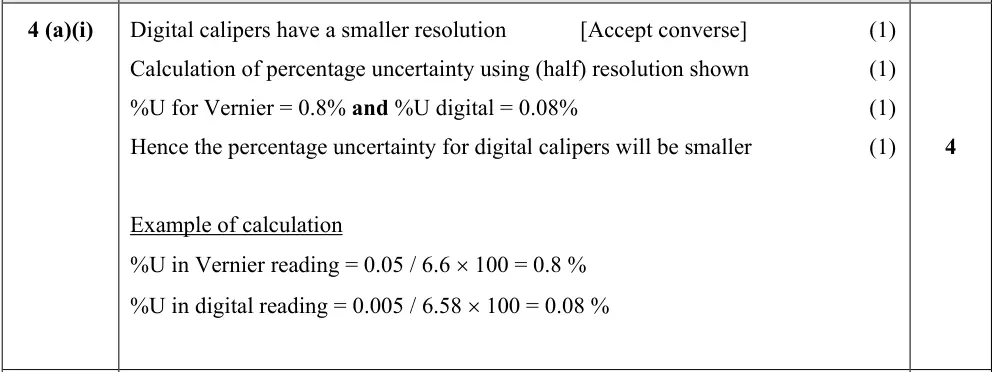 4 (a)(i) Digital calipers have a smaller resolution [Accept converse] (1)
Calculation of percentage uncertainty using (half) resolution shown (1)
%U for Vernier = 0.8% and %U digital = 0.08% (1)
Hence the percentage uncertainty for digital calipers will be smaller (1) 4
Example of calculation
%U in Vernier reading = 0.05 / 6.6 × 100 = 0.8 %
%U in digital reading = 0.005 / 6.58 × 100 = 0.08 %